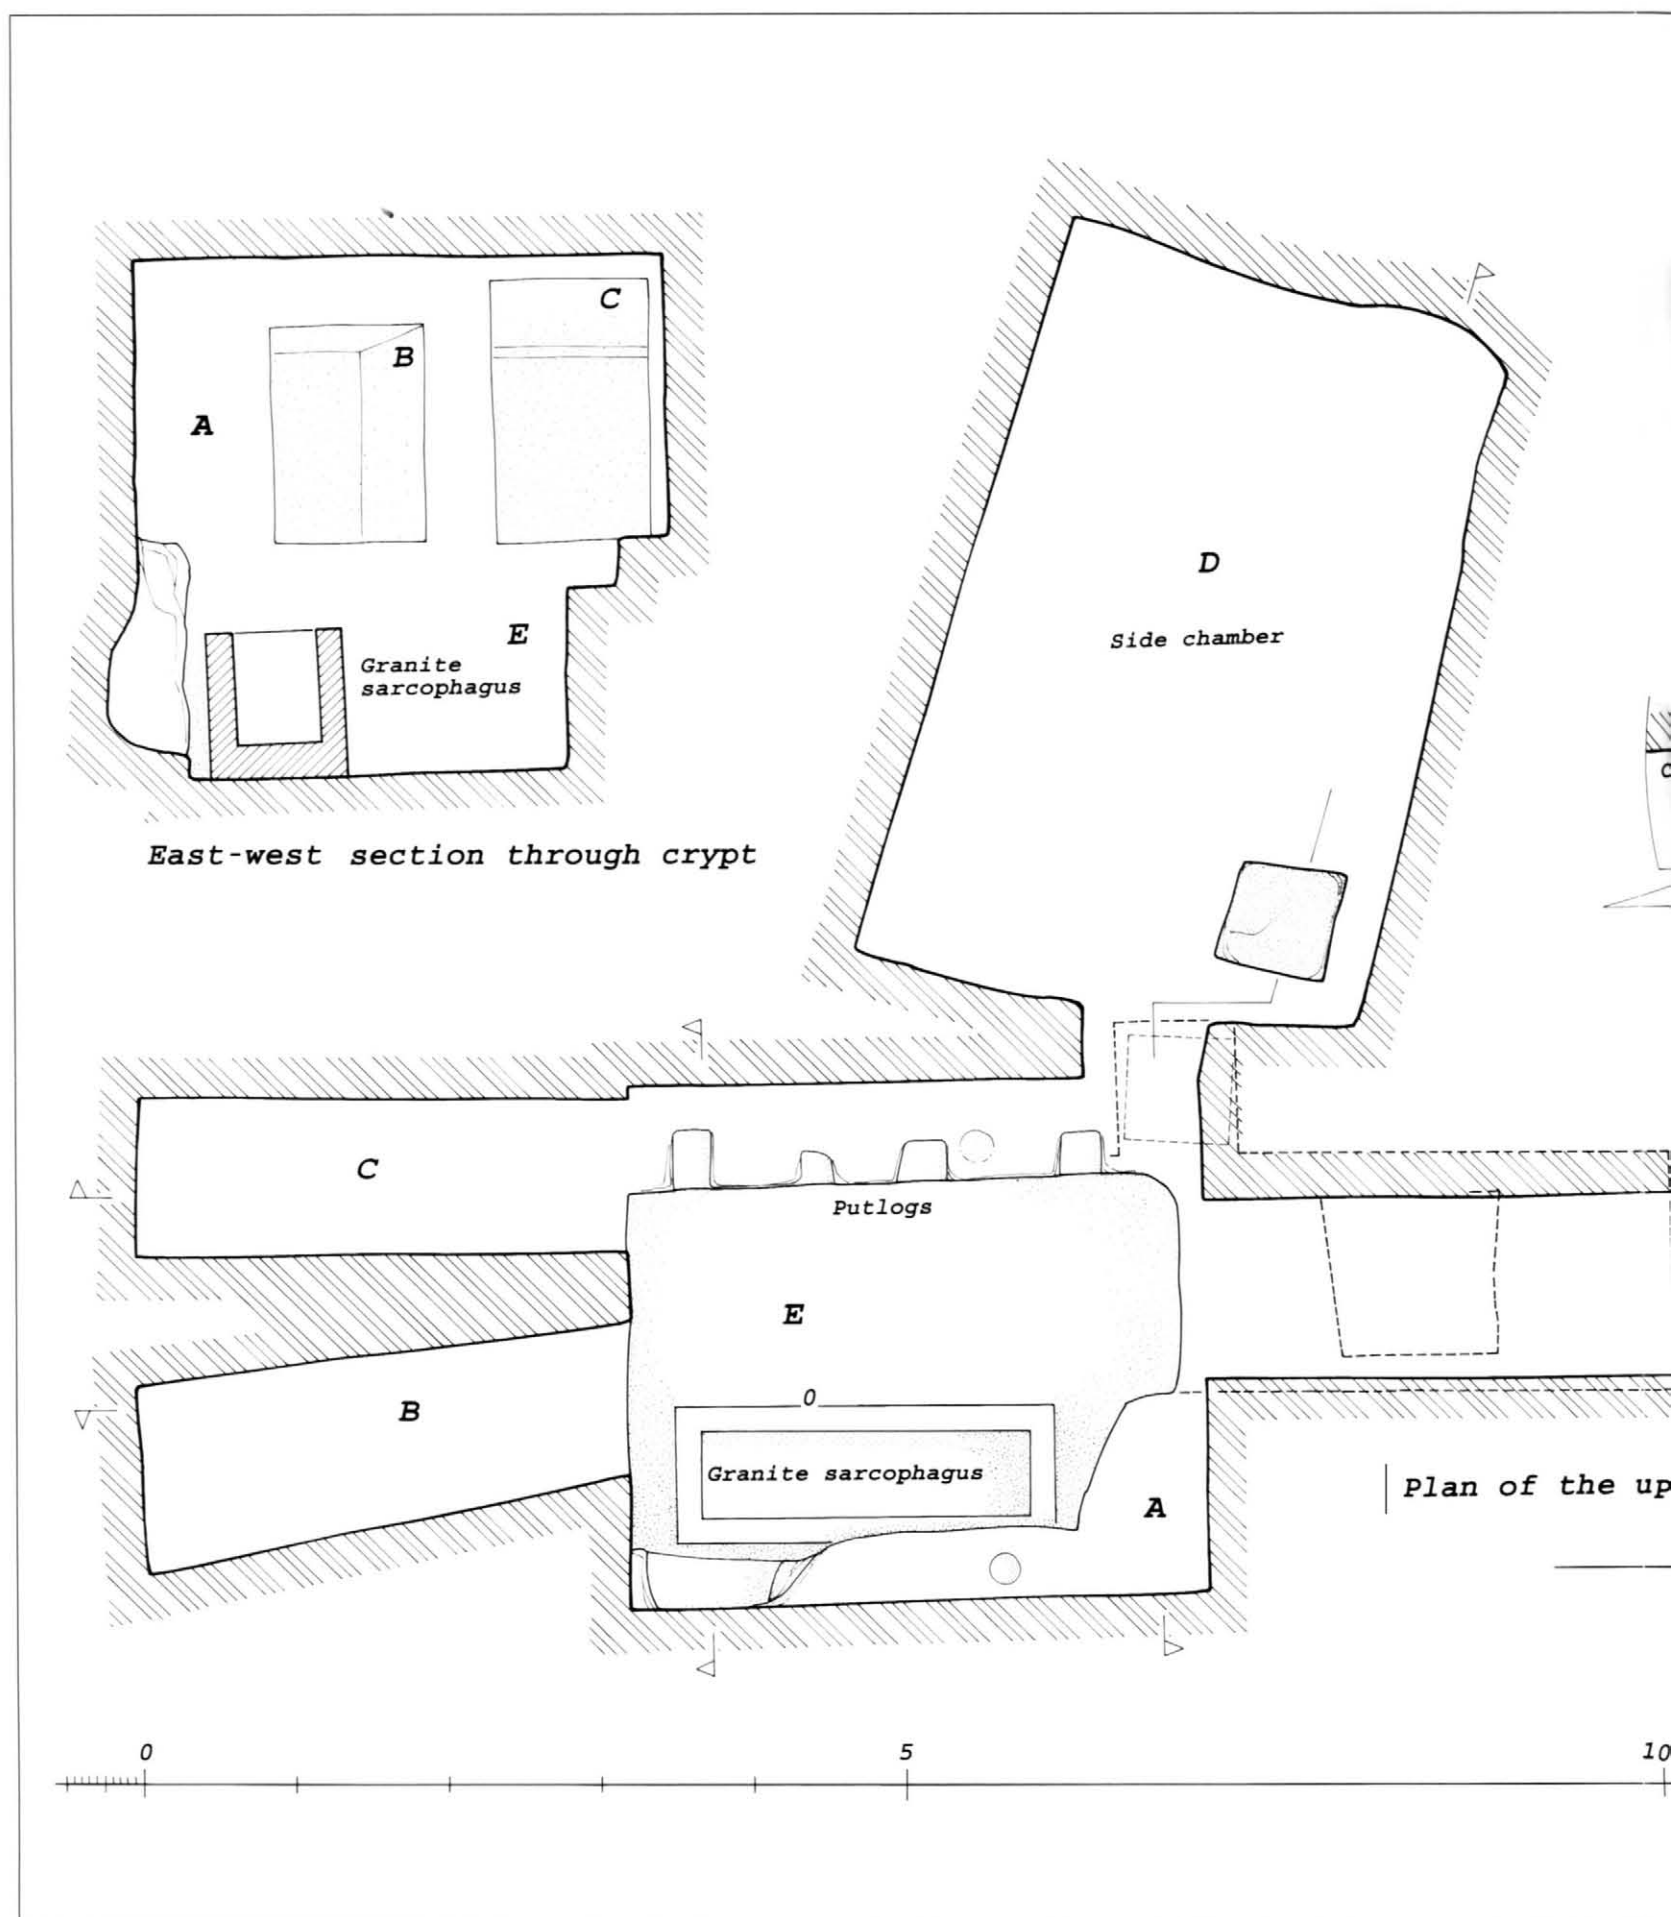 C
B
A
E
Granite
sarcophagus
East-west section through crypt
D
Side chamber
C
Putlogs
E
B
O
Granite sarcophagus
A
Plan of the up
0 5 10